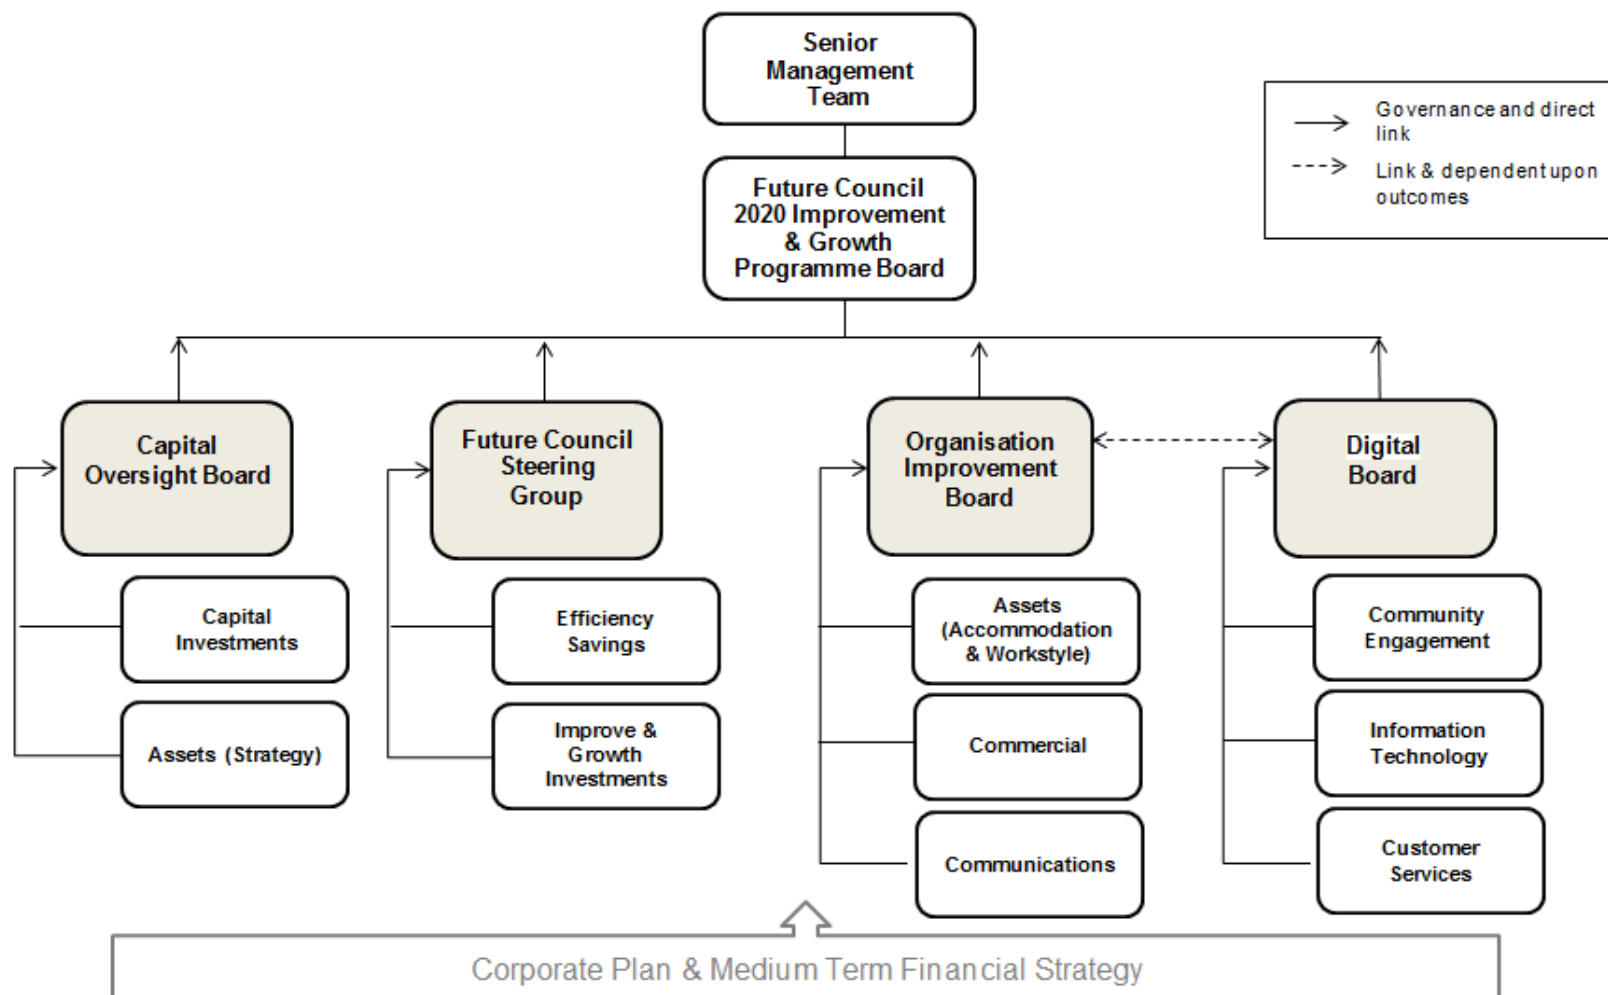 Senior
Management
Team
Governance and direct
link
Link & dependent upon
outcomes
Future Council
2020 Improvement
& Growth
Programme Board
Capital
Oversight Board
Future Council
Steering
Group
Organisation
Improvement
Board
Digital
Board
Capital
Investments
Assets (Strategy)
Efficiency
Savings
Improve &
Growth
Investments
Assets
(Accommodation
& Workstyle)
Commercial
Communications
Community
Engagement
Information
Technology
Customer
Services
Corporate Plan & Medium Term Financial Strategy